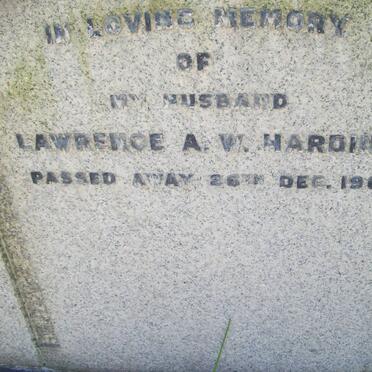 IN LOVING MEMORY
OF
MY HUSBAND
LAWRENCE A. W. HARDIN
PASSED AWAY 26TH DEC. 19